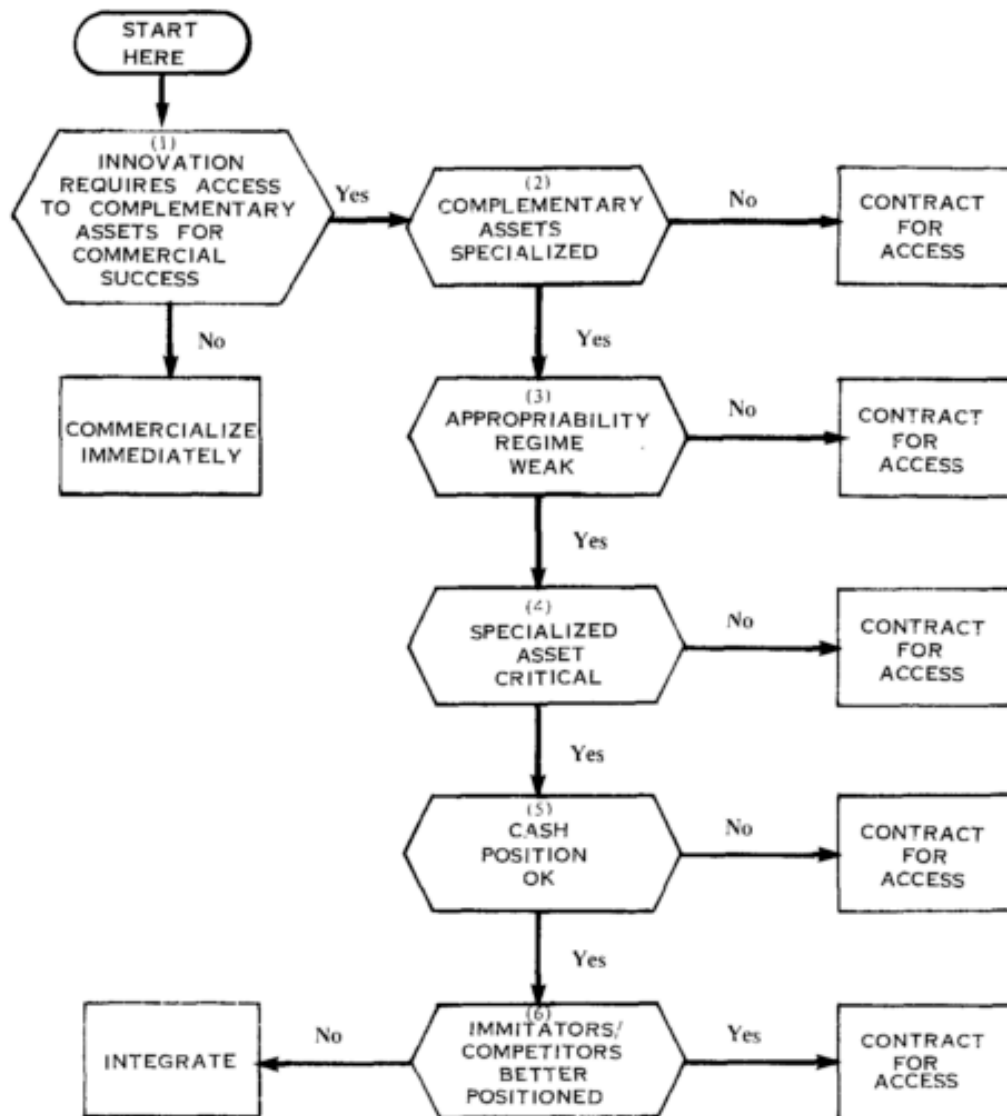 START
HERE
(1)
INNOVATION
REQUIRES ACCESS
TO COMPLEMENTARY
ASSETS FOR
COMMERCIAL
SUCCESS
Yes
(2)
COMPLEMENTARY
ASSETS
SPECIALIZED
No
CONTRACT
FOR
ACCESS
No
COMMERCIALIZE
IMMEDIATELY
Yes
(3)
APPROPRIABILITY
REGIME
WEAK
No
CONTRACT
FOR
ACCESS
Yes
(4)
SPECIALIZED
ASSET
CRITICAL
No
CONTRACT
FOR
ACCESS
Yes
(5)
CASH
POSITION
OK
No
CONTRACT
FOR
ACCESS
Yes
(6)
IMMITATORS/
COMPETITORS
BETTER
POSITIONED
No
INTEGRATE
Yes
CONTRACT
FOR
ACCESS